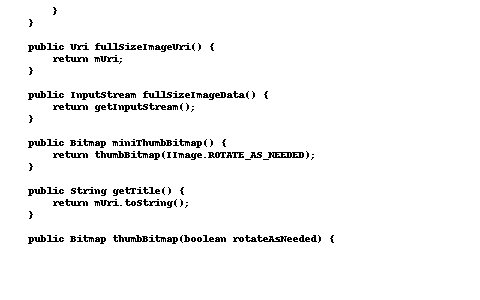 }
    }

    public Uri fullSizeImageUri() {
        return mUri;
    }

    public InputStream fullSizeImageData() {
        return getInputStream();
    }

    public Bitmap miniThumbBitmap() {
        return thumbBitmap(IImage.ROTATE_AS_NEEDED);
    }

    public String getTitle() {
        return mUri.toString();
    }

    public Bitmap thumbBitmap(boolean rotateAsNeeded) {